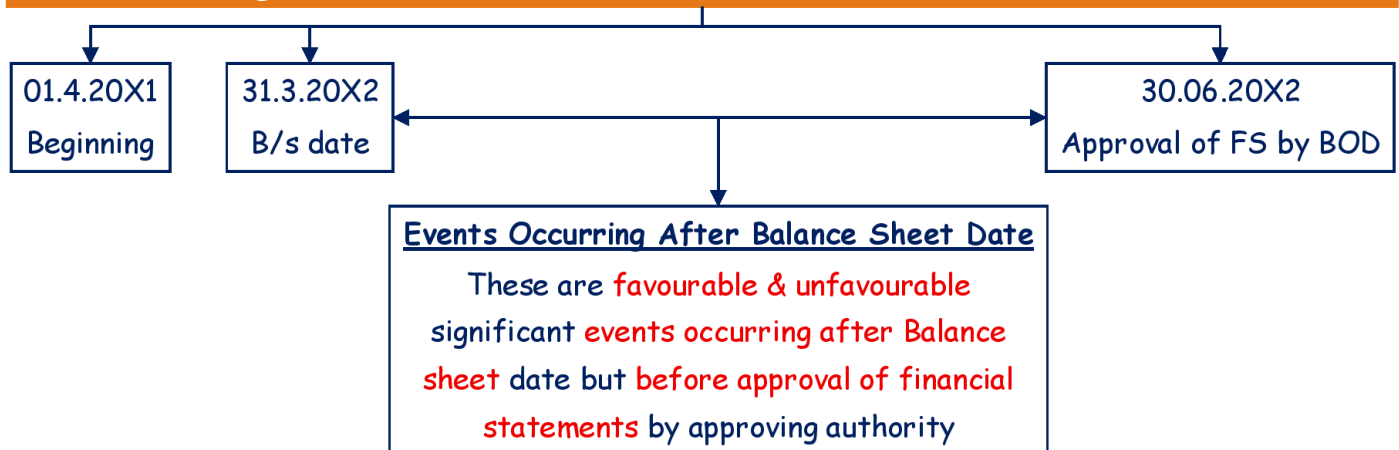 01.4.20X1
Beginning
31.3.20X2
B/s date
30.06.20X2
Approval of FS by BOD
Events Occurring After Balance Sheet Date
These are favourable & unfavourable
significant events occurring after Balance
sheet date but before approval of financial
statements by approving authority